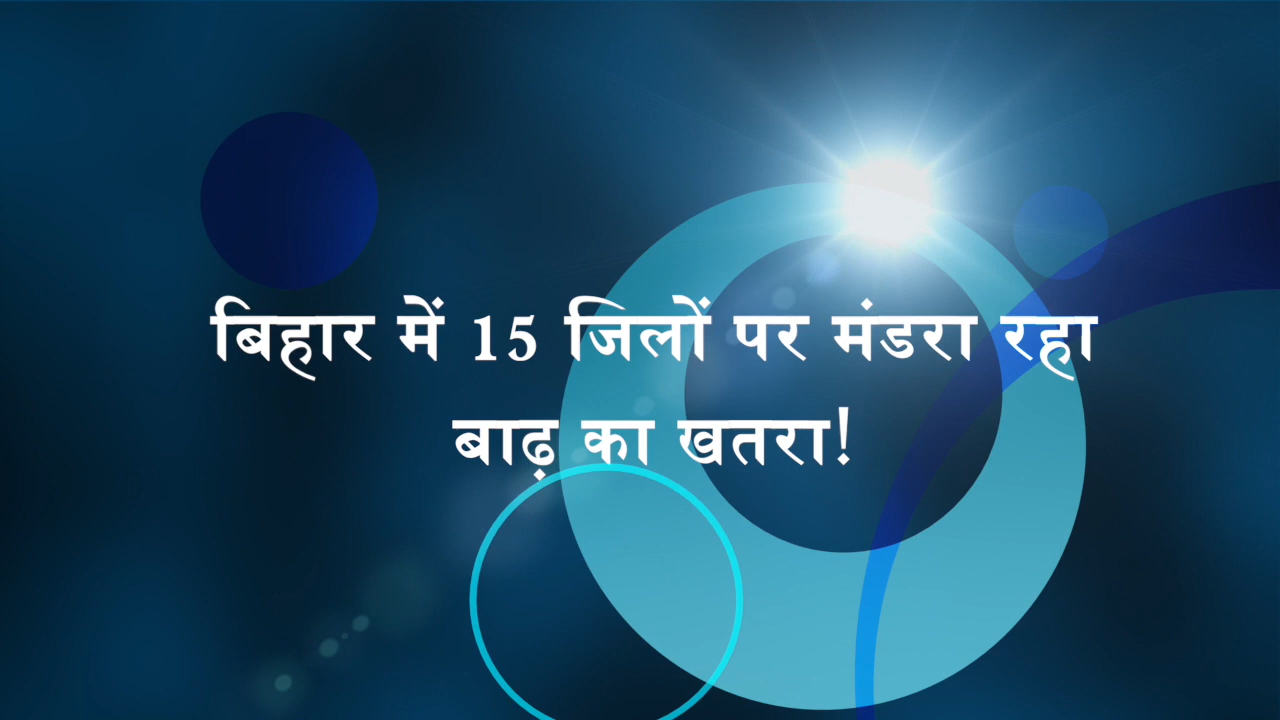 बिहार में 15 जिलों पर मंडरा रहा
बाढ़ का खतरा!